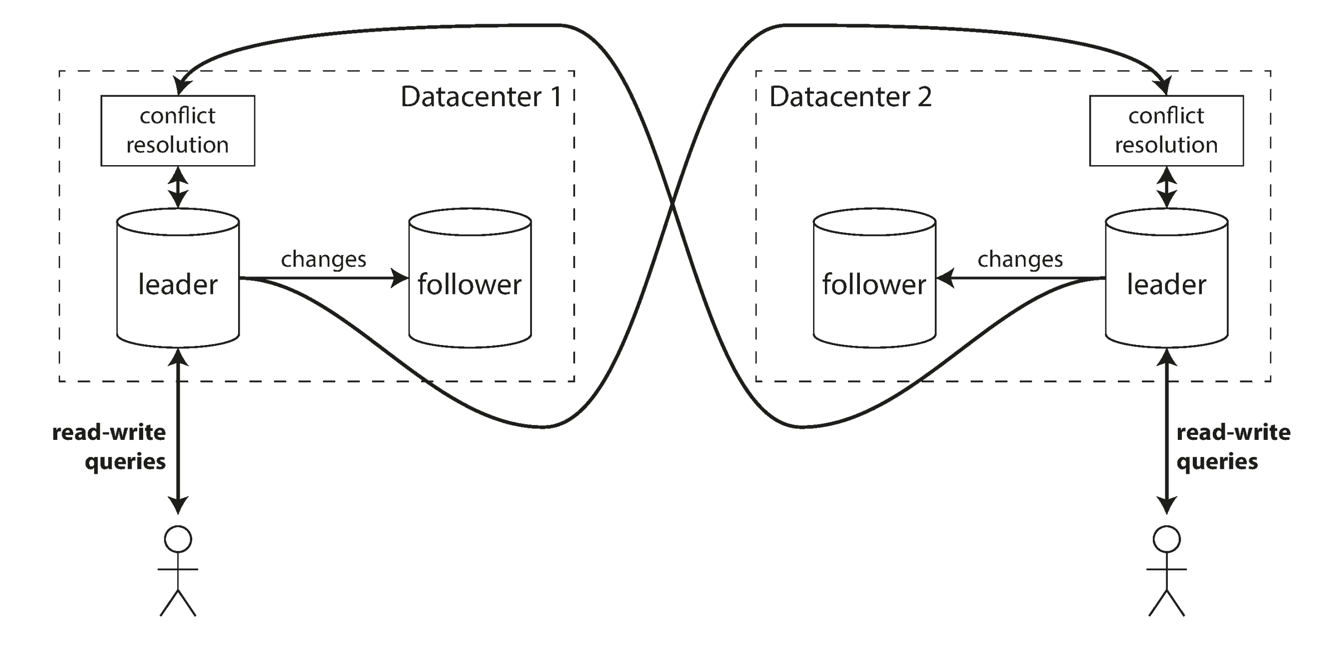 Datacenter 1
conflict
resolution
leader
changes
follower
read-write
queries
Datacenter 2
conflict
resolution
follower
changes
leader
read-write
queries